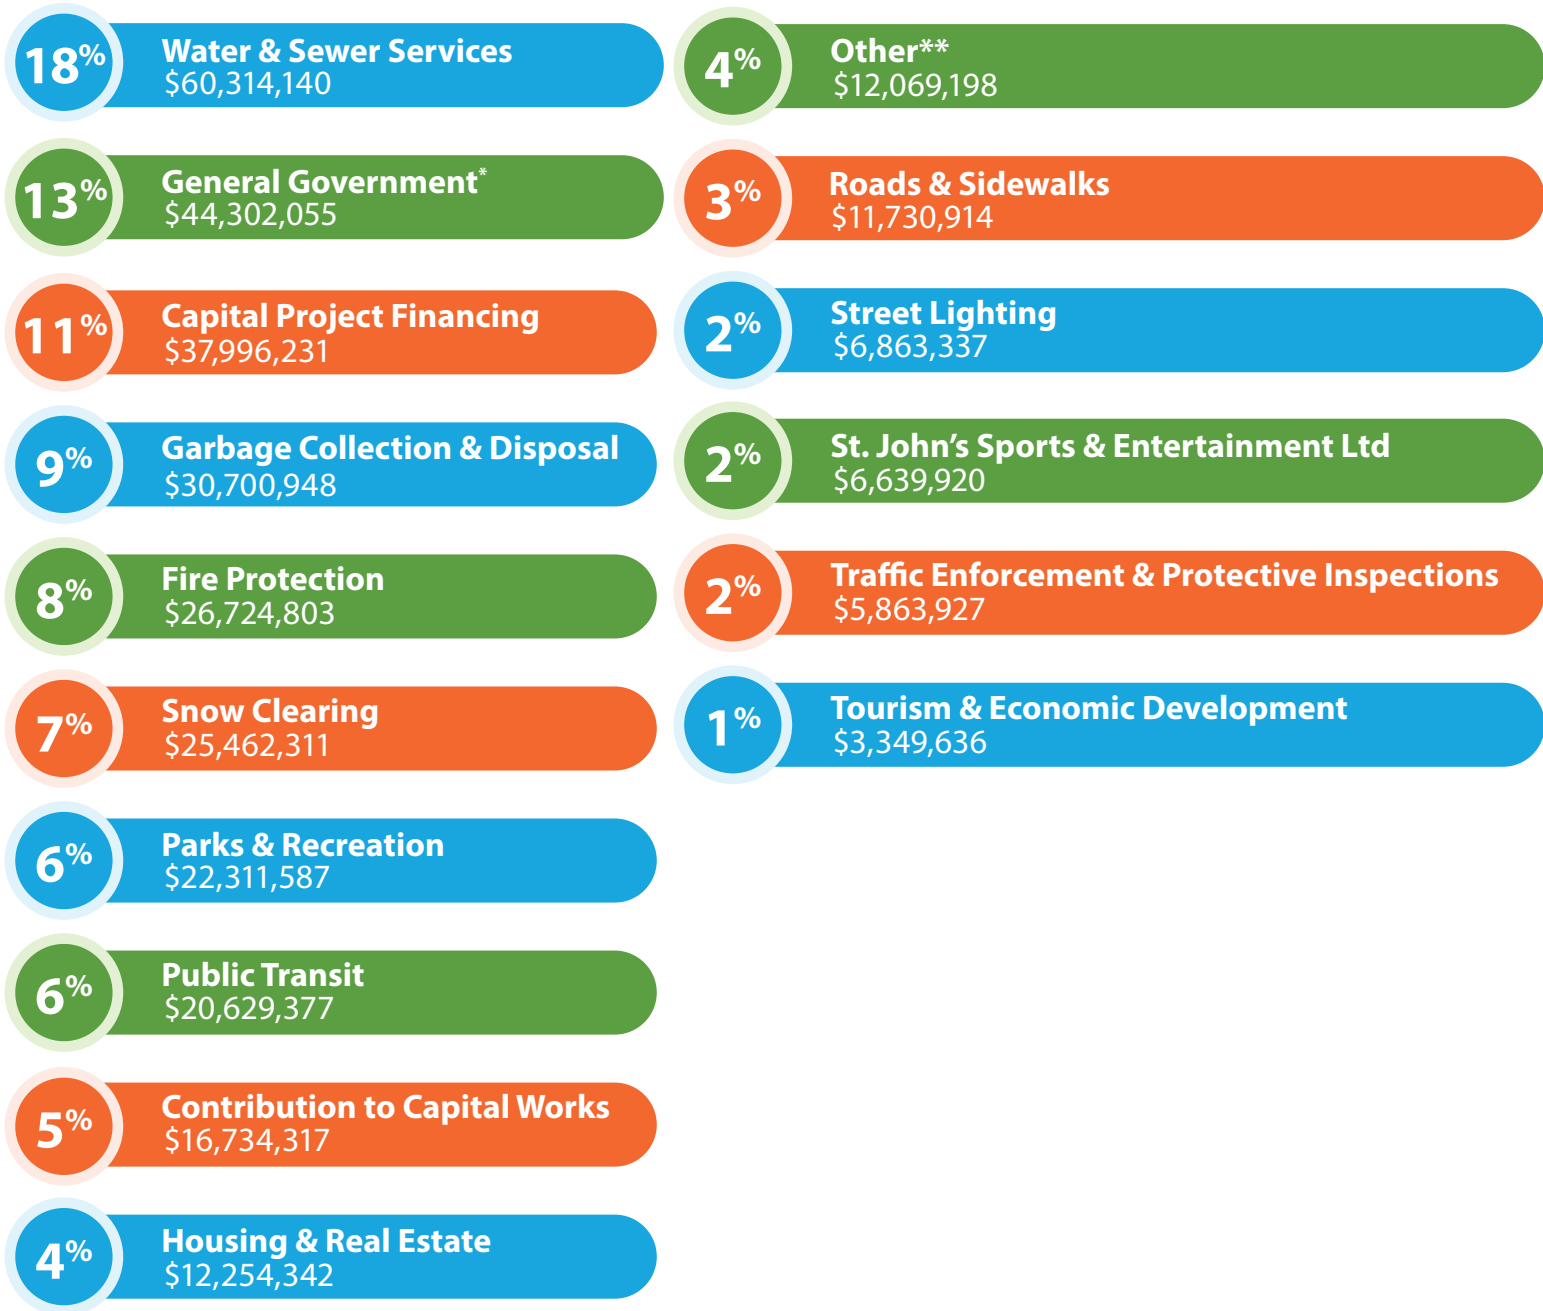 18%
Water & Sewer Services
$60,314,140
13%
General Government*
$44,302,055
11%
Capital Project Financing
$37,996,231
9%
Garbage Collection & Disposal
$30,700,948
8%
Fire Protection
$26,724,803
7%
Snow Clearing
$25,462,311
6%
Parks & Recreation
$22,311,587
6%
Public Transit
$20,629,377
5%
Contribution to Capital Works
$16,734,317
4%
Housing & Real Estate
$12,254,342
4%
Other**
$12,069,198
3%
Roads & Sidewalks
$11,730,914
2%
Street Lighting
$6,863,337
2%
St. John’s Sports & Entertainment Ltd
$6,639,920
2%
Traffic Enforcement & Protective Inspections
$5,863,927
1%
Tourism & Economic Development
$3,349,636